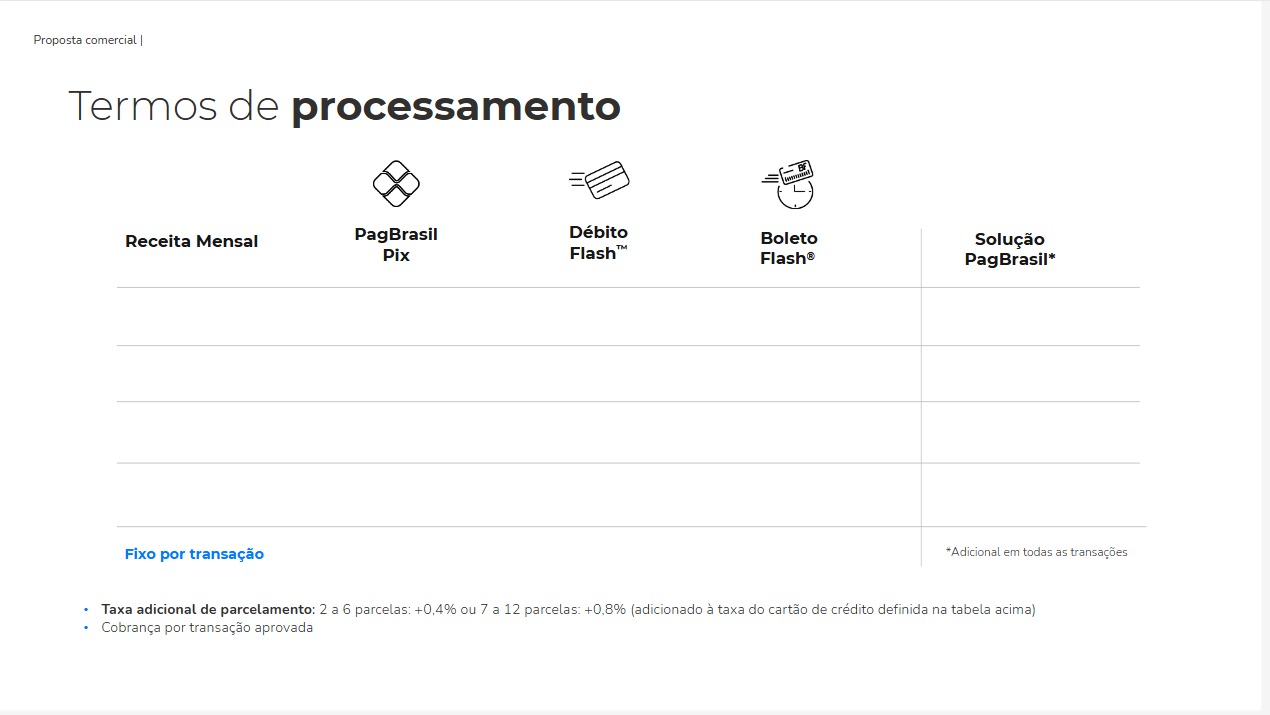 Proposta comercial |
Termos de processamento
BF
Receita Mensal
PagBrasil
Pix
Débito
Flash™
Boleto
Flash®
Solução
PagBrasil*
Fixo por transação
*Adicional em todas as transações
• Taxa adicional de parcelamento: 2 a 6 parcelas: +0,4% ou 7 a 12 parcelas: +0,8% (adicionado à taxa do cartão de crédito definida na tabela acima)
• Cobrança por transação aprovada